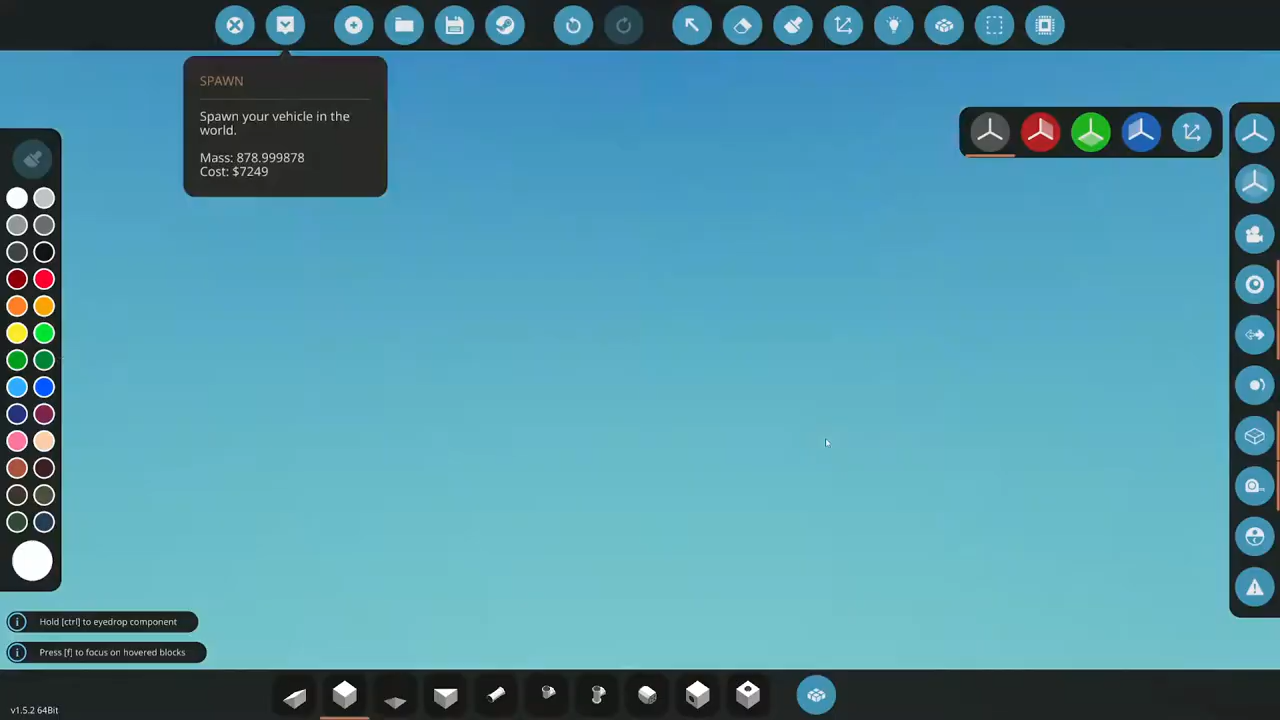 SPAWN
Spawn your vehicle in the
world.
Mass: 878.999878
Cost: $7249
Hold [ctrl] to eyedrop component
Press [f] to focus on hovered blocks
v1.5.2 64Bit